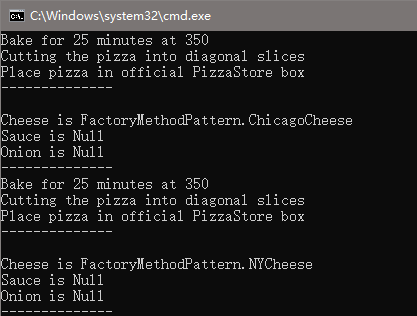 C:\Windows\system32\cmd.exe
Bake for 25 minutes at 350
Cutting the pizza into diagonal slices
Place pizza in official PizzaStore box
--------------
Cheese is FactoryMethodPattern.ChicagoCheese
Sauce is Null
Onion is Null
--------------
Bake for 25 minutes at 350
Cutting the pizza into diagonal slices
Place pizza in official PizzaStore box
--------------
Cheese is FactoryMethodPattern.NYCheese
Sauce is Null
Onion is Null
--------------